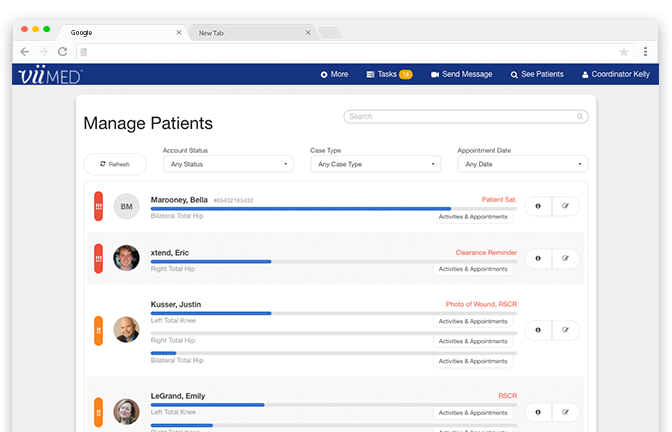 Google
New Tab
viiMED®
More
Tasks 18
Send Message
See Patients
Coordinator Kelly
Manage Patients
Search
Account Status
Case Type
Appointment Date
Refresh
Any Status
Any Case Type
Any Date
!!!
BM
Marooney, Bella #65432165432
Patient Sat.
Bilateral Total Hip
Activities & Appointments
!!!
xtend, Eric
Clearance Reminder
Right Total Hip
Activities & Appointments
Kusser, Justin
Photo of Wound, RSCR
Left Total Knee
Activities & Appointments
!!
Right Total Hip
Activities & Appointments
Bilateral Total Hip
Activities & Appointments
LeGrand, Emily
RSCR
!!
Left Total Knee
Activities & Appointments